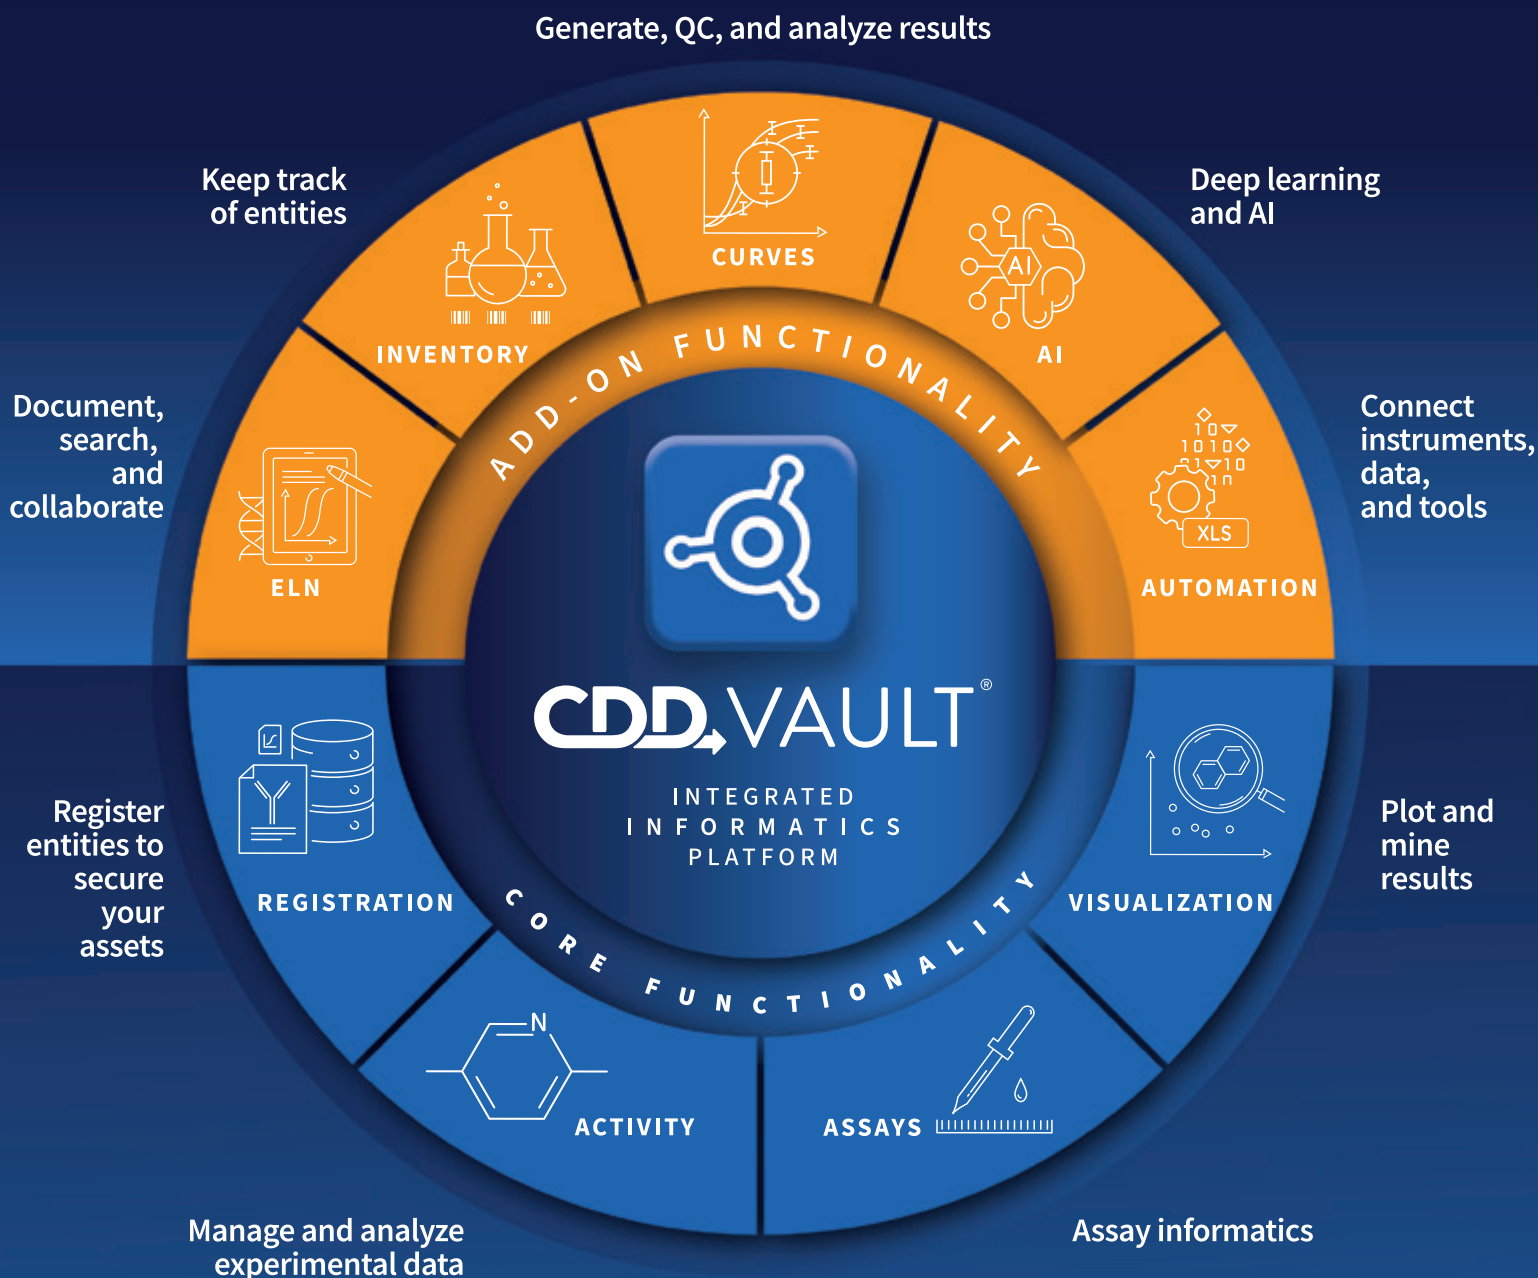 Generate, QC, and analyze results
Keep track
of entities
Deep learning
and AI
CURVES
AI
INVENTORY
AI
ADD-ON FUNCTIONALITY
Document,
search,
and
collaborate
Connect
instruments,
data,
and tools
10
1010
1 10
1n
XLS
ELN
AUTOMATION
CDD VAULT®
INTEGRATED
INFORMATICS
PLATFORM
Register
entities to
secure
your
assets
Plot and
mine
results
REGISTRATION
VISUALIZATION
CORE FUNCTIONALITY
N
ACTIVITY
ASSAYS
Manage and analyze
experimental data
Assay informatics